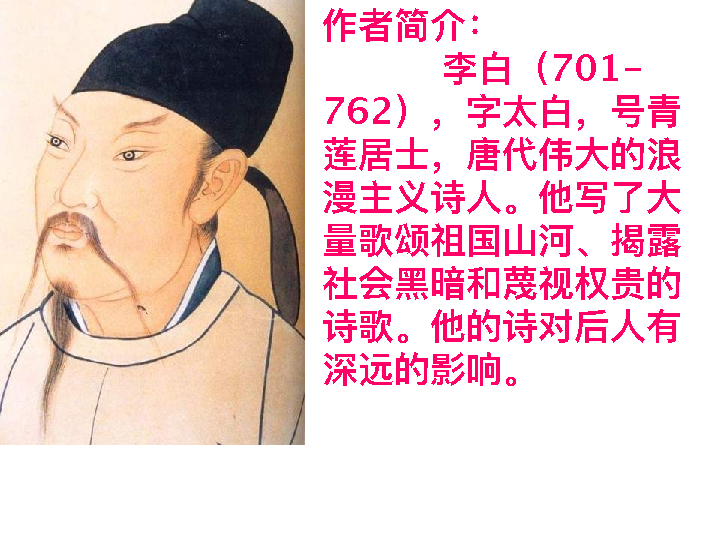 作者简介：
李白（701-
762），字太白，号青
莲居士，唐代伟大的浪
漫主义诗人。他写了大
量歌颂祖国山河、揭露
社会黑暗和蔑视权贵的
诗歌。他的诗对后人有
深远的影响。